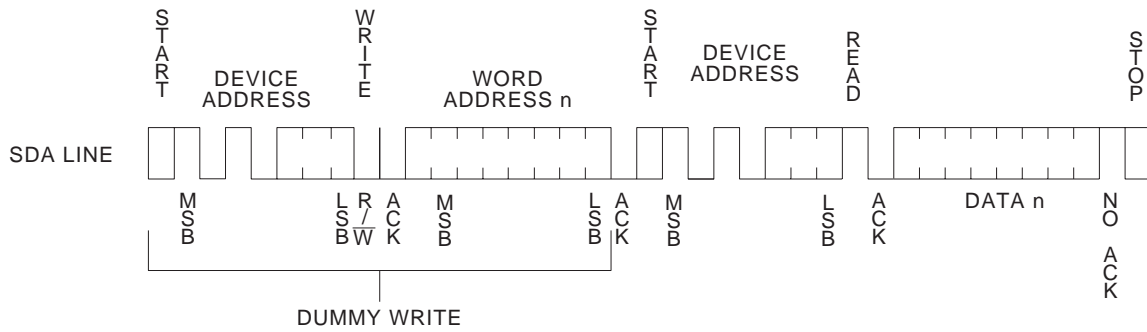 START
WRITE
START
READ
STOP
DEVICE
ADDRESS
WORD
ADDRESS n
DEVICE
ADDRESS
SDA LINE
MSB
LSB
R/W̅
ACK
MSB
LSB
ACK
MSB
LSB
ACK
DATA n
NO ACK
DUMMY WRITE